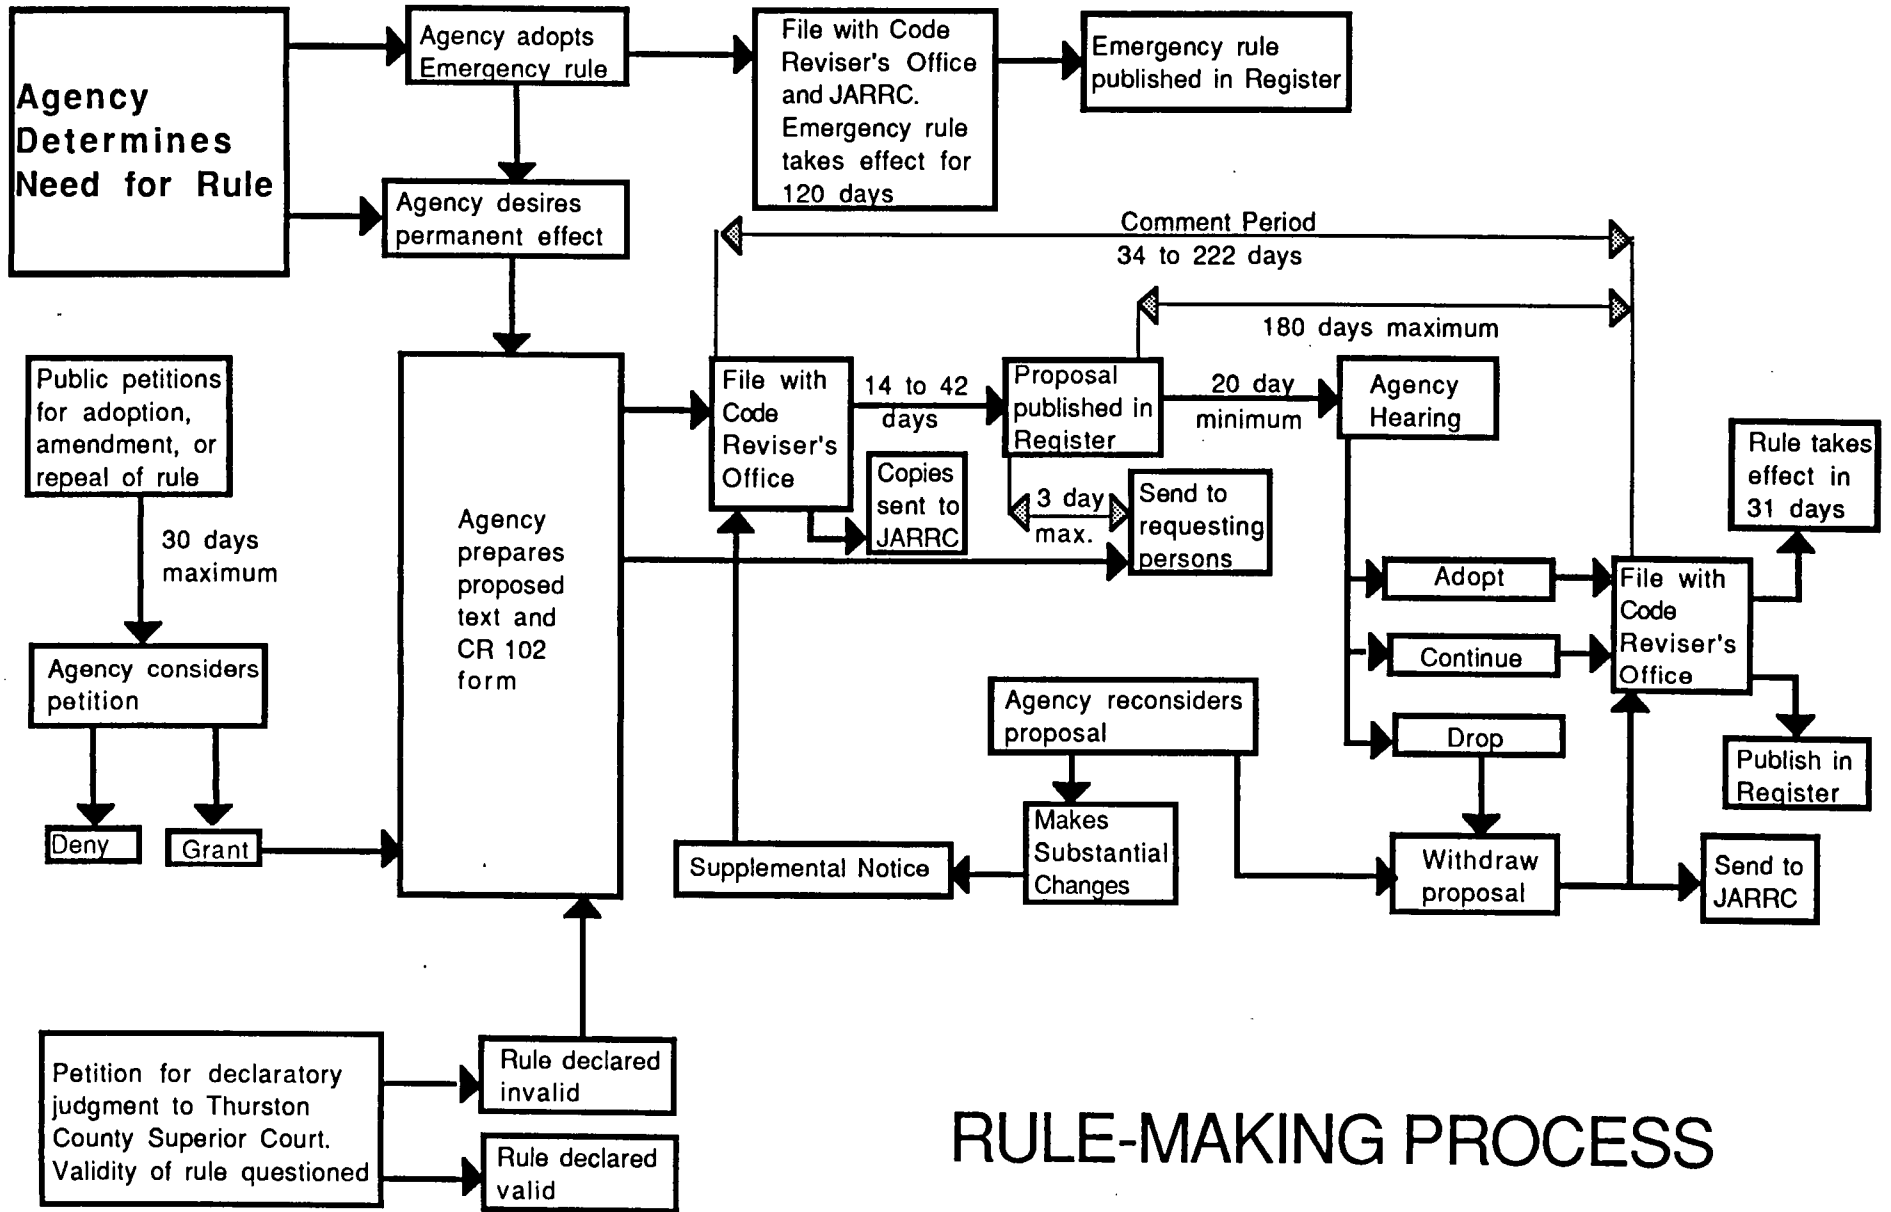 Agency
Determines
Need for Rule
Agency adopts
Emergency rule
File with Code
Reviser's Office
and JARRC.
Emergency rule
takes effect for
120 days
Emergency rule
published in Register
Agency desires
permanent effect
Comment Period
34 to 222 days
180 days maximum
Public petitions
for adoption,
amendment, or
repeal of rule
30 days
maximum
Agency considers
petition
Deny
Grant
Agency
prepares
proposed
text and
CR 102
form
File with
Code
Reviser's
Office
14 to 42
days
Copies
sent to
JARRC
Proposal
published in
Register
3 day
max.
Send to
requesting
persons
20 day
minimum
Agency
Hearing
Adopt
Continue
Drop
File with
Code
Reviser's
Office
Rule takes
effect in
31 days
Publish in
Register
Agency reconsiders
proposal
Makes
Substantial
Changes
Supplemental Notice
Withdraw
proposal
Send to
JARRC
Petition for declaratory
judgment to Thurston
County Superior Court.
Validity of rule questioned
Rule declared
invalid
Rule declared
valid
RULE-MAKING PROCESS